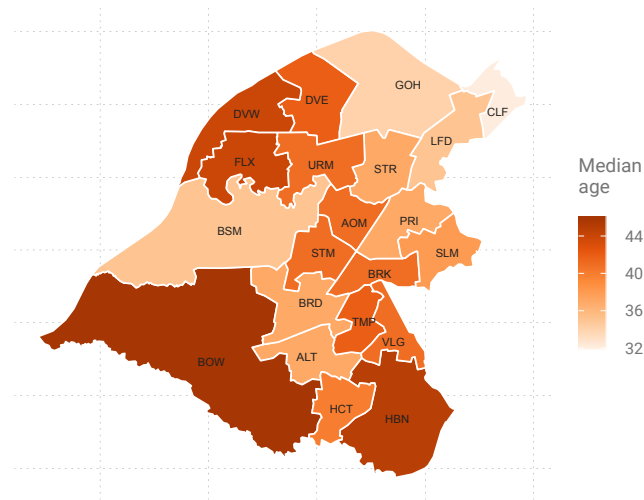 GOH
DVE
CLF
DVW
LFD
FLX
URM
STR
Median
age
PRI
AOM
BSM
44
STM
SLM
BRK
40
BRD
36
TMP
VLG
32
ALT
BOW
HCT
HBN